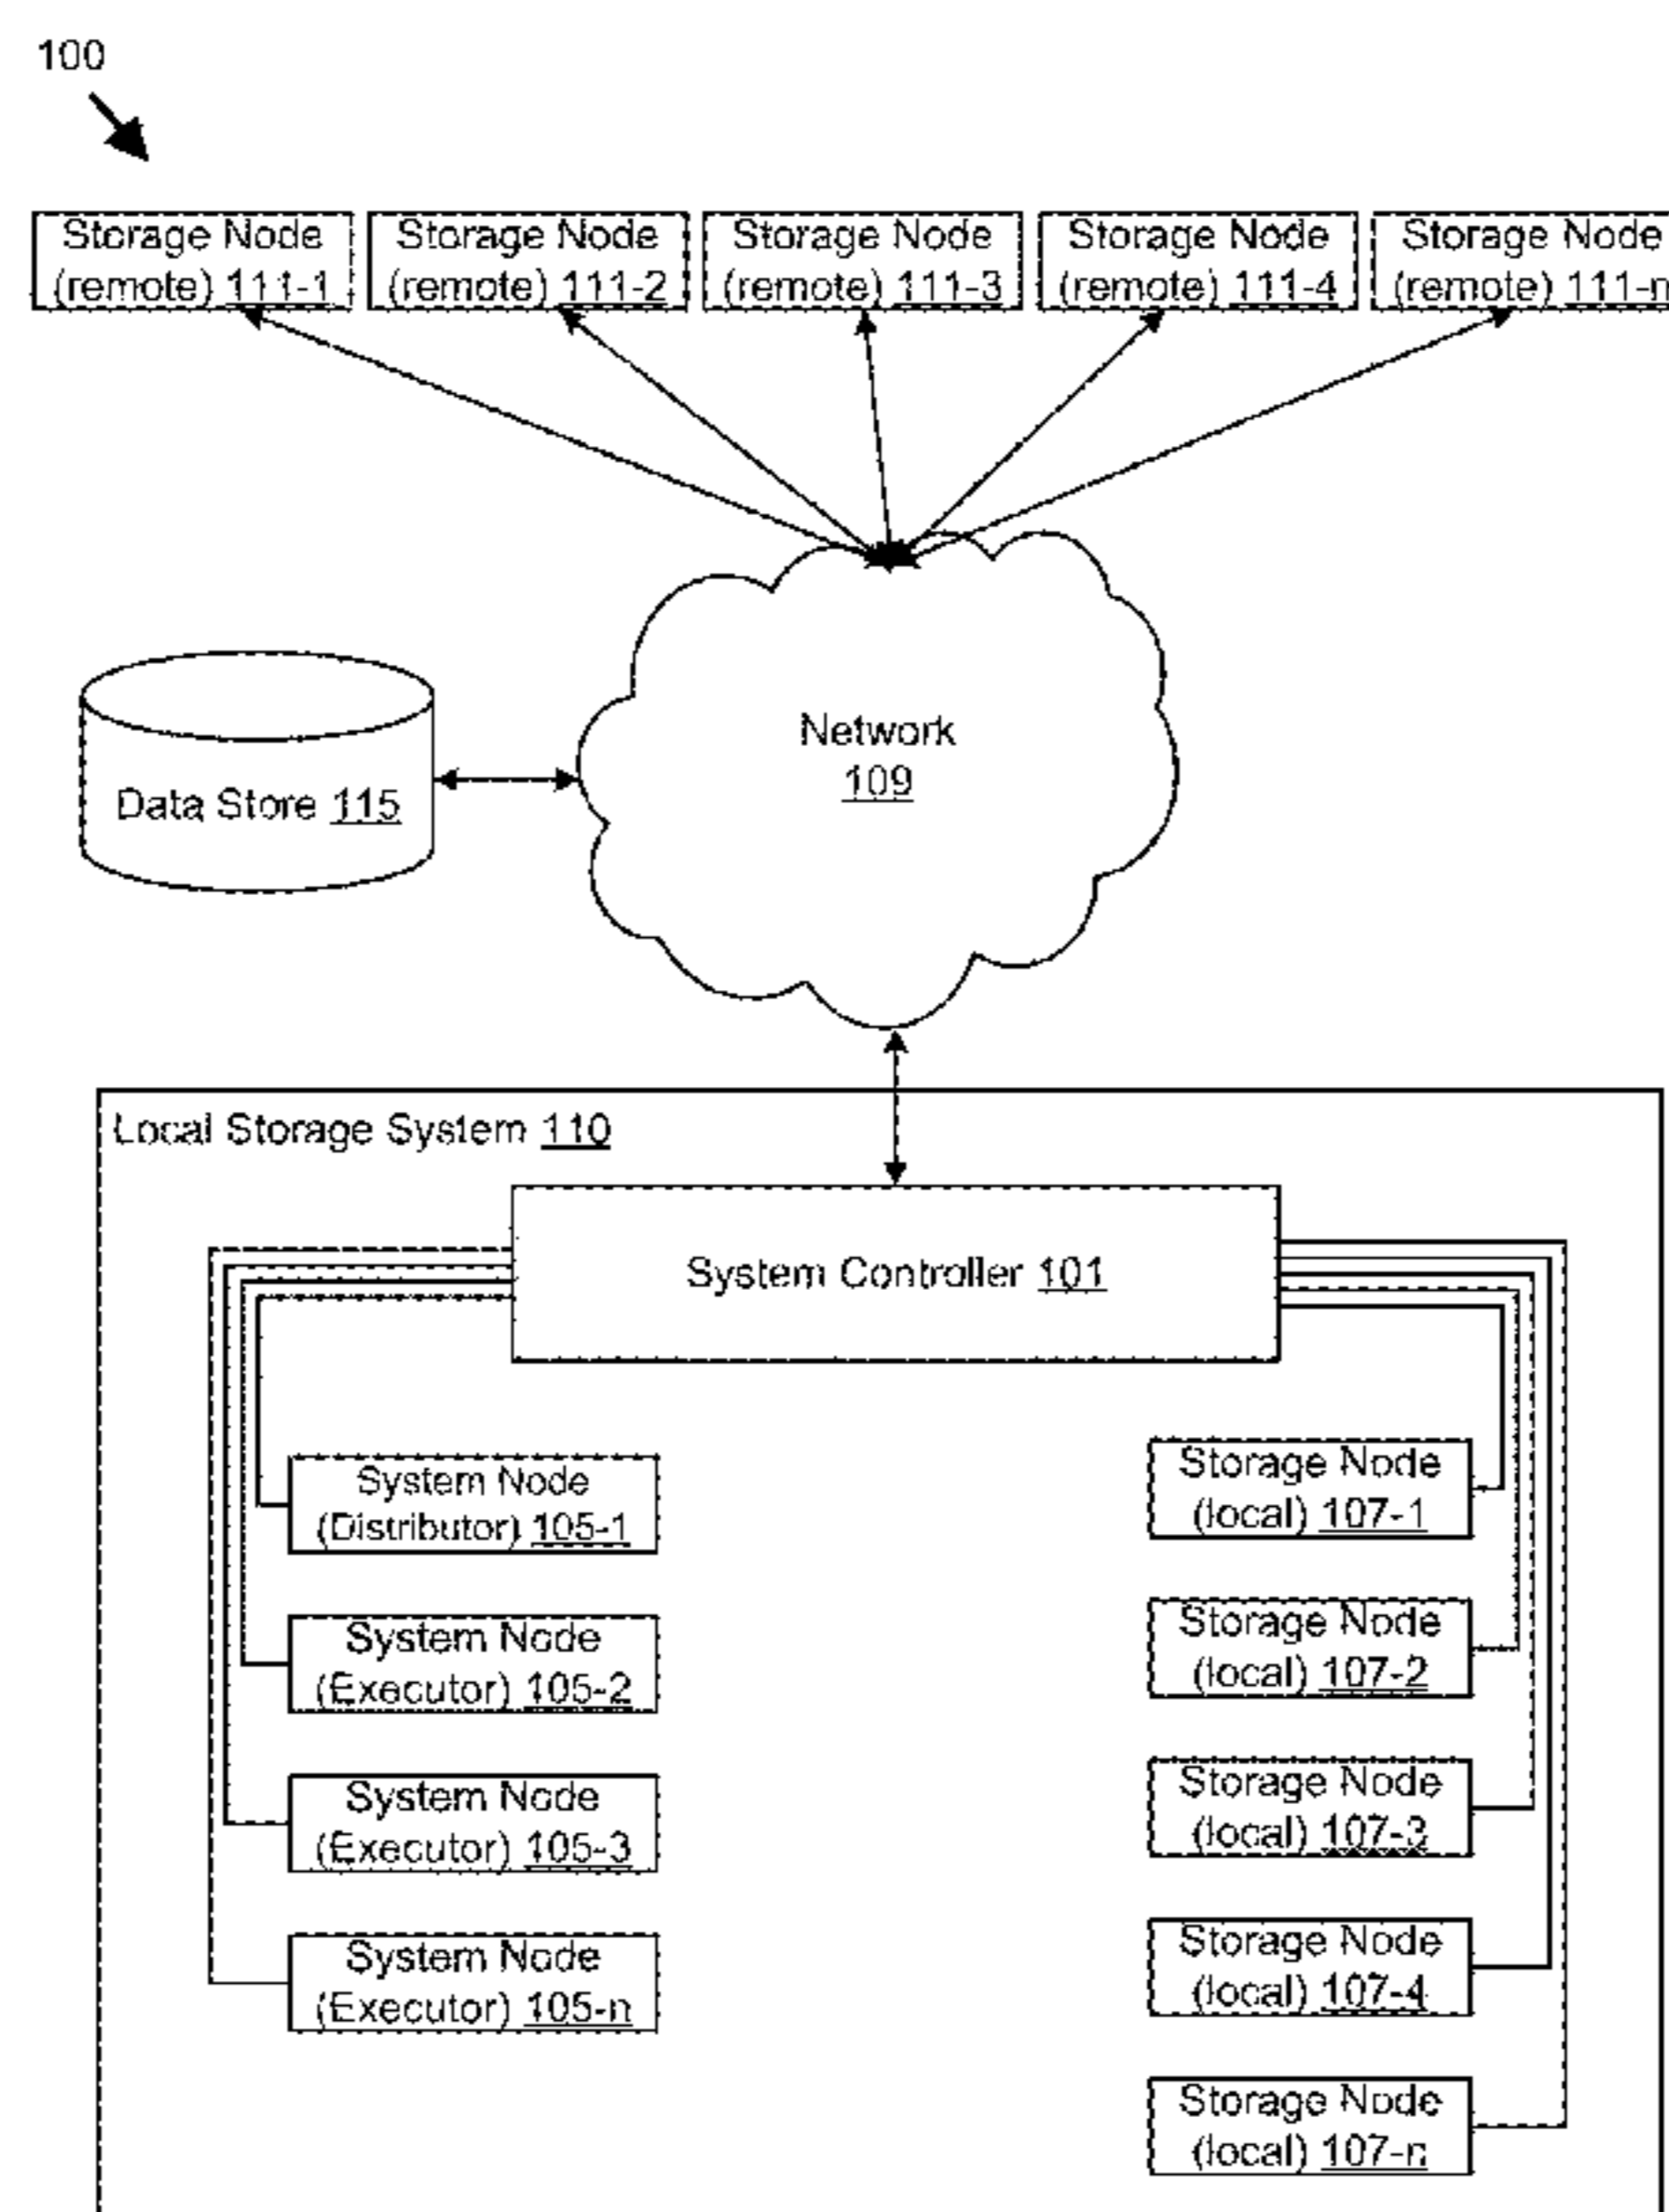 100
Storage Node
(remote) 111-1
Storage Node
(remote) 111-2
Storage Node
(remote) 111-3
Storage Node
(remote) 111-4
Storage Node
(remote) 111-n
Network
109
Data Store 115
Local Storage System 110
System Controller 101
System Node
(Distributor) 105-1
System Node
(Executor) 105-2
System Node
(Executor) 105-3
System Node
(Executor) 105-n
Storage Node
(local) 107-1
Storage Node
(local) 107-2
Storage Node
(local) 107-3
Storage Node
(local) 107-4
Storage Node
(local) 107-n